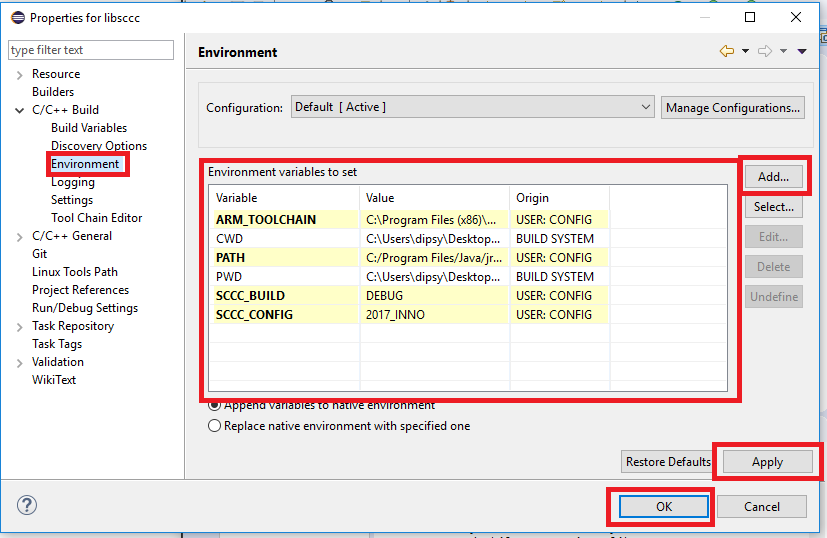 Properties for libsccc
type filter text
Resource
Builders
C/C++ Build
Build Variables
Discovery Options
Environment
Logging
Settings
Tool Chain Editor
C/C++ General
Git
Linux Tools Path
Project References
Run/Debug Settings
Task Repository
Task Tags
Validation
WikiText
Environment
Configuration: Default [ Active ] Manage Configurations...
Environment variables to set
Variable Value Origin
ARM_TOOLCHAIN C:\Program Files (x86)\... USER: CONFIG
CWD C:\Users\dipsy\Desktop... BUILD SYSTEM
PATH C:/Program Files/Java/jr... USER: CONFIG
PWD C:\Users\dipsy\Desktop... BUILD SYSTEM
SCCC_BUILD DEBUG USER: CONFIG
SCCC_CONFIG 2017_INNO USER: CONFIG
Add...
Select...
Edit...
Delete
Undefine
Append variables to native environment
Replace native environment with specified one
Restore Defaults Apply
OK Cancel